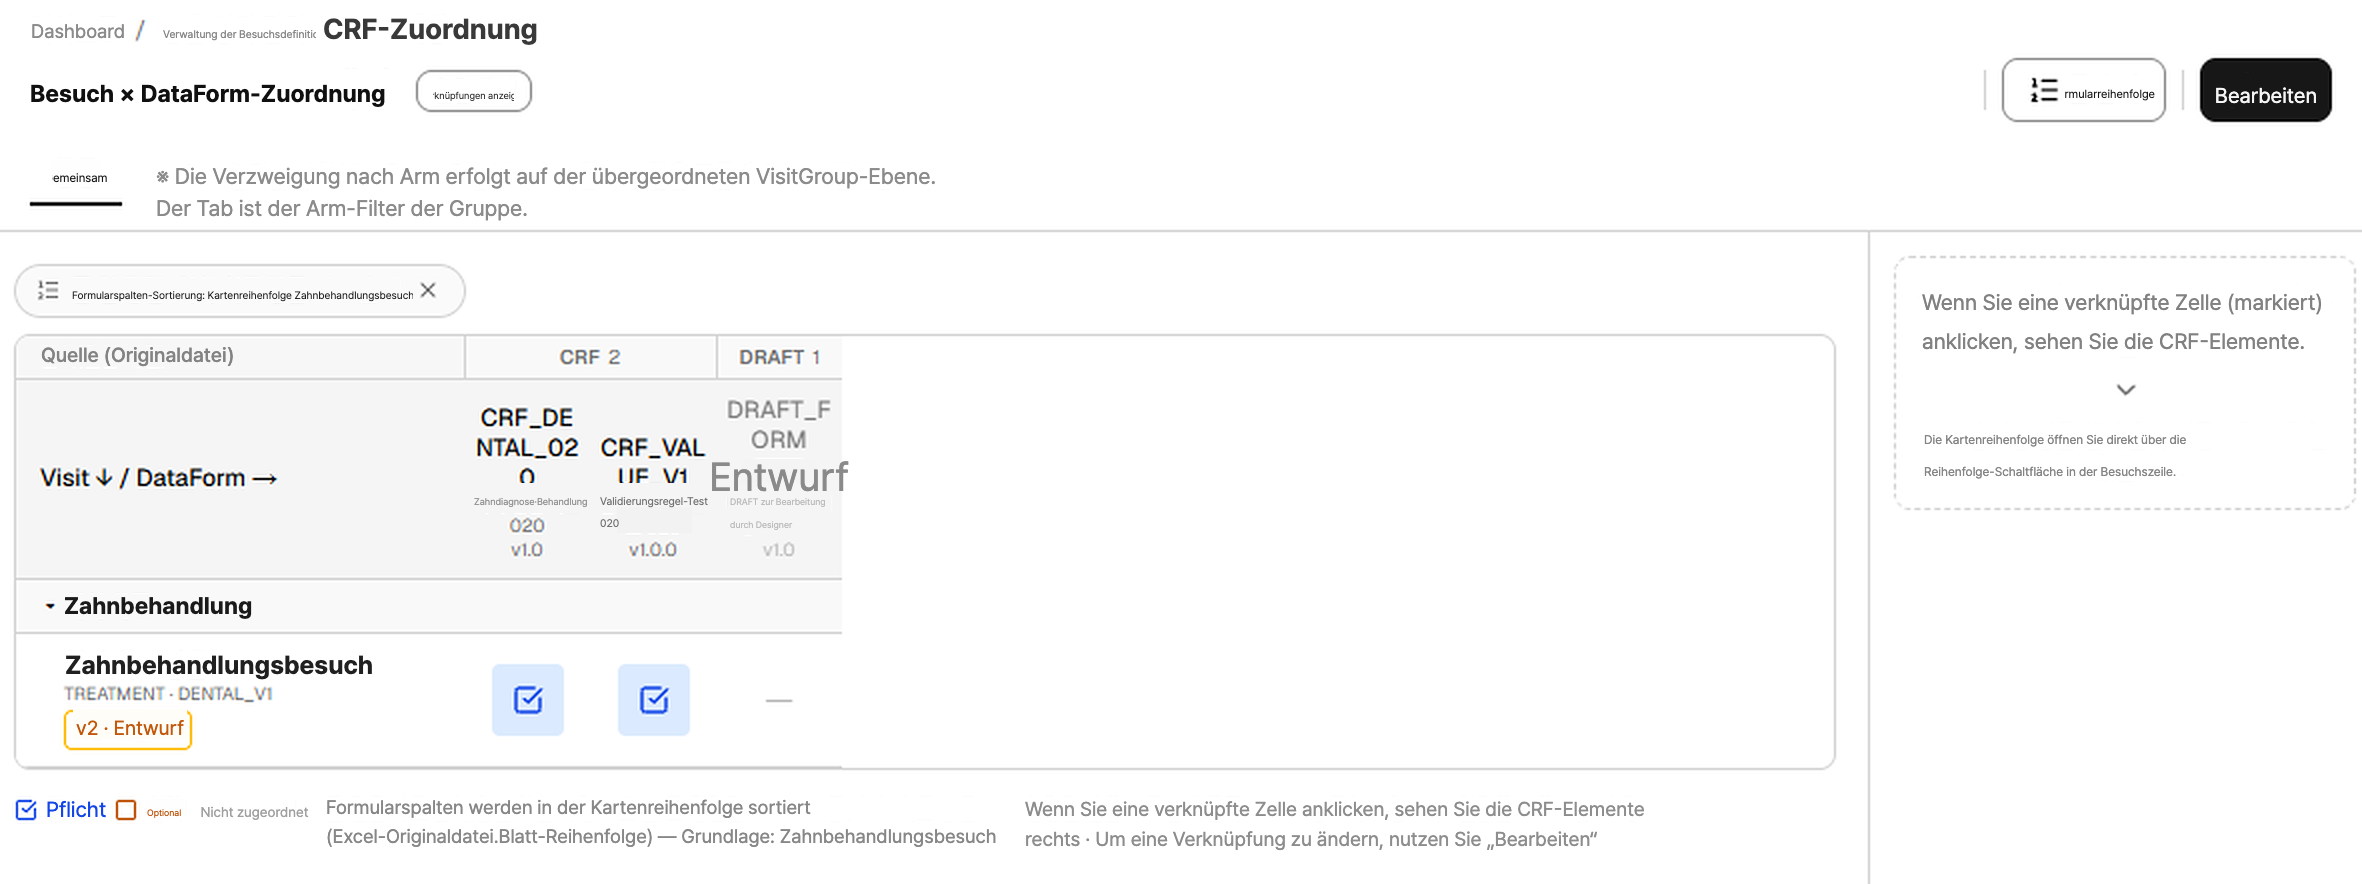 Dashboard / Verwaltung der Besuchsdefinitic CRF-Zuordnung
Besuch × DataForm-Zuordnung
knüpfungen anzeig
rmularreihenfolge
Bearbeiten
emeinsam
※ Die Verzweigung nach Arm erfolgt auf der übergeordneten VisitGroup-Ebene.
Der Tab ist der Arm-Filter der Gruppe.
Formularspalten-Sortierung: Kartenreihenfolge Zahnbehandlungsbesuch
Quelle (Originaldatei)
CRF 2
DRAFT 1
Visit ↓ / DataForm →
CRF_DE
NTAL_02
0
Zahndiagnose-Behandlung
020
v1.0
CRF_VAL
UE_V1
Validierungsregel-Test
020
v1.0.0
DRAFT_F
ORM
Entwurf
DRAFT zur Bearbeitung
durch Designer
v1.0
Zahnbehandlung
Zahnbehandlungsbesuch
TREATMENT · DENTAL_V1
v2 · Entwurf
—
Pflicht
Optional
Nicht zugeordnet
Formularspalten werden in der Kartenreihenfolge sortiert
(Excel-Originaldatei.Blatt-Reihenfolge) — Grundlage: Zahnbehandlungsbesuch
Wenn Sie eine verknüpfte Zelle anklicken, sehen Sie die CRF-Elemente
rechts · Um eine Verknüpfung zu ändern, nutzen Sie „Bearbeiten“
Wenn Sie eine verknüpfte Zelle (markiert)
anklicken, sehen Sie die CRF-Elemente.
Die Kartenreihenfolge öffnen Sie direkt über die
Reihenfolge-Schaltfläche in der Besuchszeile.